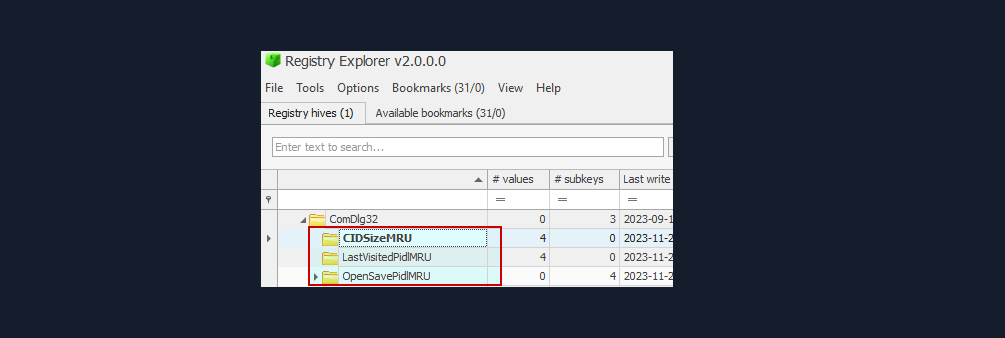 Registry Explorer v2.0.0.0
File Tools Options Bookmarks (31/0) View Help
Registry hives (1) Available bookmarks (31/0)
Enter text to search...
# values # subkeys Last write
= = =
ComDlg32 0 3 2023-09-1
CIDSizeMRU 4 0 2023-11-2
LastVisitedPidlMRU 4 0 2023-11-2
OpenSavePidlMRU 0 4 2023-11-2